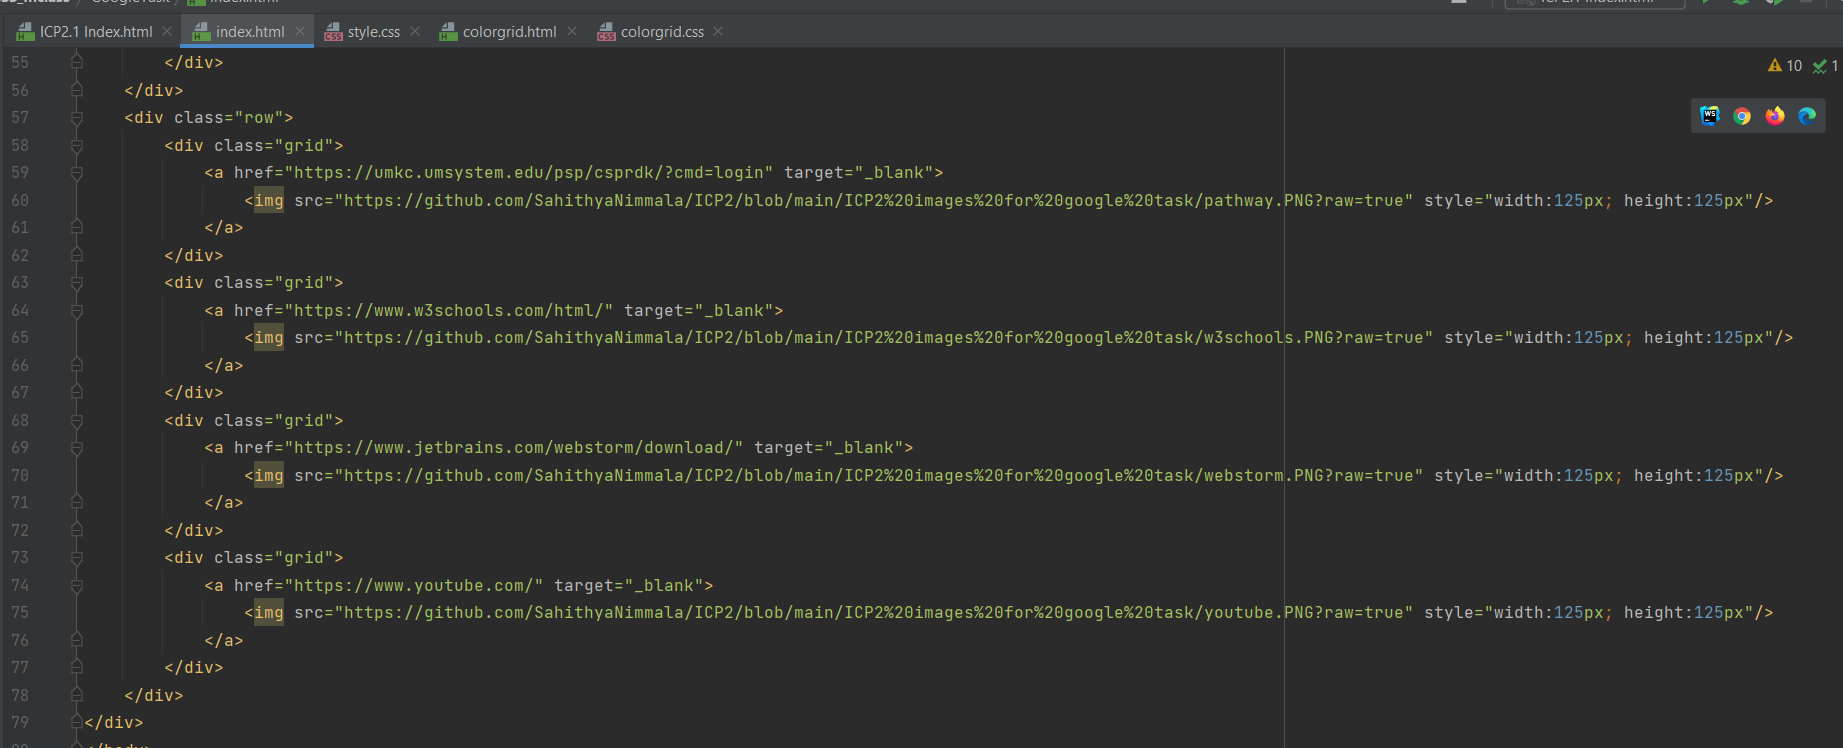 ICP2.1 Index.html index.html style.css colorgrid.html colorgrid.css
10 1
55 </div>
56 </div>
57 <div class="row">
58 <div class="grid">
59 <a href="https://umkc.umsystem.edu/psp/csprdk/?cmd=login" target="_blank">
60 <img src="https://github.com/SahithyaNimmala/ICP2/blob/main/ICP2%20images%20for%20google%20task/pathway.PNG?raw=true" style="width:125px; height:125px"/>
61 </a>
62 </div>
63 <div class="grid">
64 <a href="https://www.w3schools.com/html/" target="_blank">
65 <img src="https://github.com/SahithyaNimmala/ICP2/blob/main/ICP2%20images%20for%20google%20task/w3schools.PNG?raw=true" style="width:125px; height:125px"/>
66 </a>
67 </div>
68 <div class="grid">
69 <a href="https://www.jetbrains.com/webstorm/download/" target="_blank">
70 <img src="https://github.com/SahithyaNimmala/ICP2/blob/main/ICP2%20images%20for%20google%20task/webstorm.PNG?raw=true" style="width:125px; height:125px"/>
71 </a>
72 </div>
73 <div class="grid">
74 <a href="https://www.youtube.com/" target="_blank">
75 <img src="https://github.com/SahithyaNimmala/ICP2/blob/main/ICP2%20images%20for%20google%20task/youtube.PNG?raw=true" style="width:125px; height:125px"/>
76 </a>
77 </div>
78 </div>
79 </div>